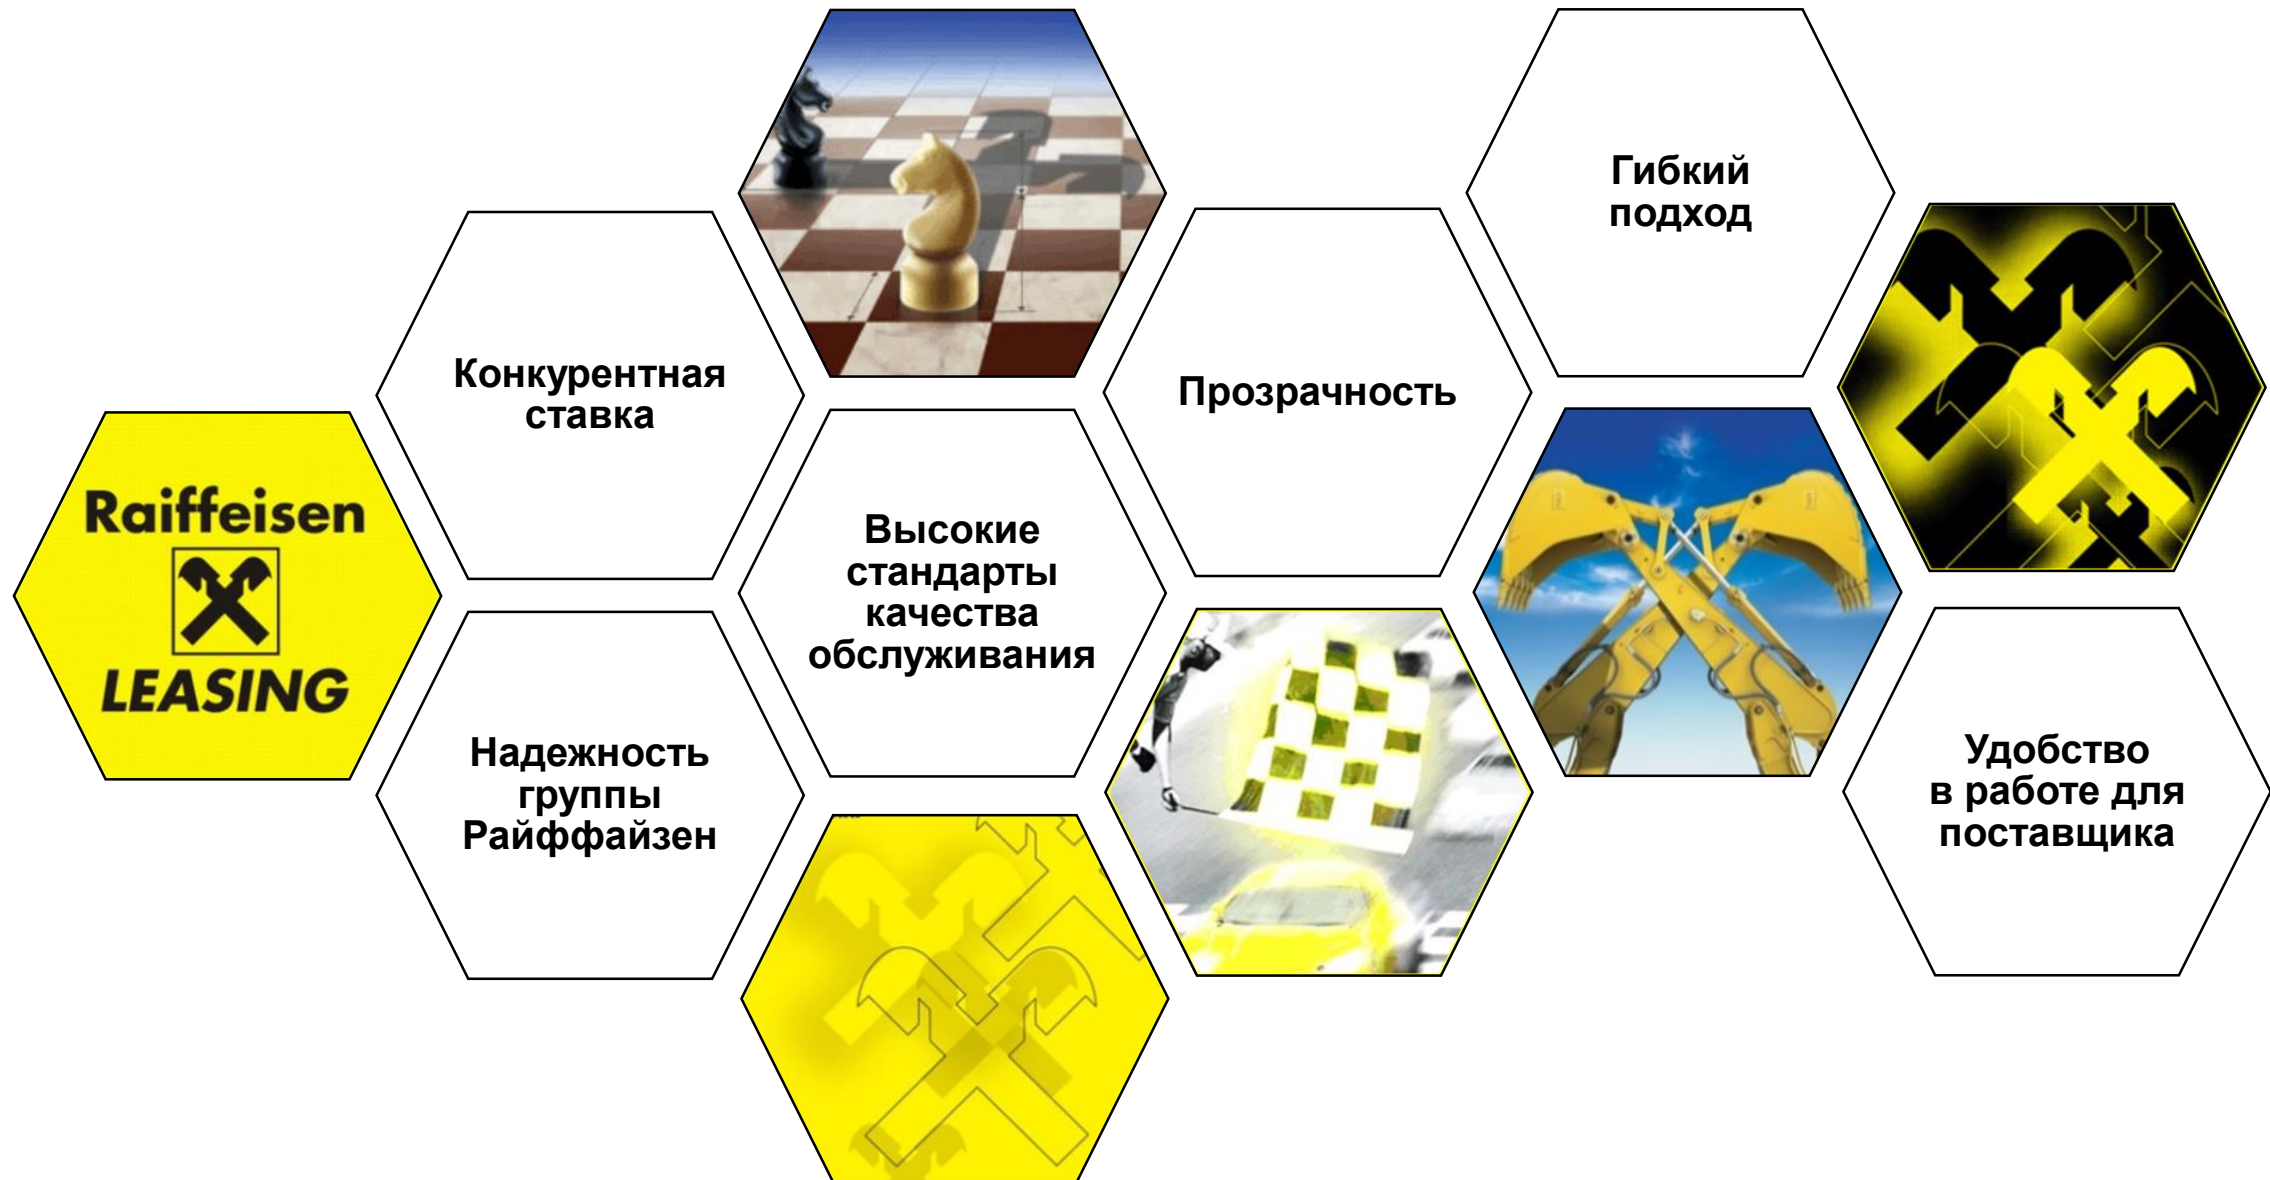 Raiffeisen
LEASING
Конкурентная
ставка
Надежность
группы
Райффайзен
Высокие
стандарты
качества
обслуживания
Прозрачность
Гибкий
подход
Удобство
в работе для
поставщика